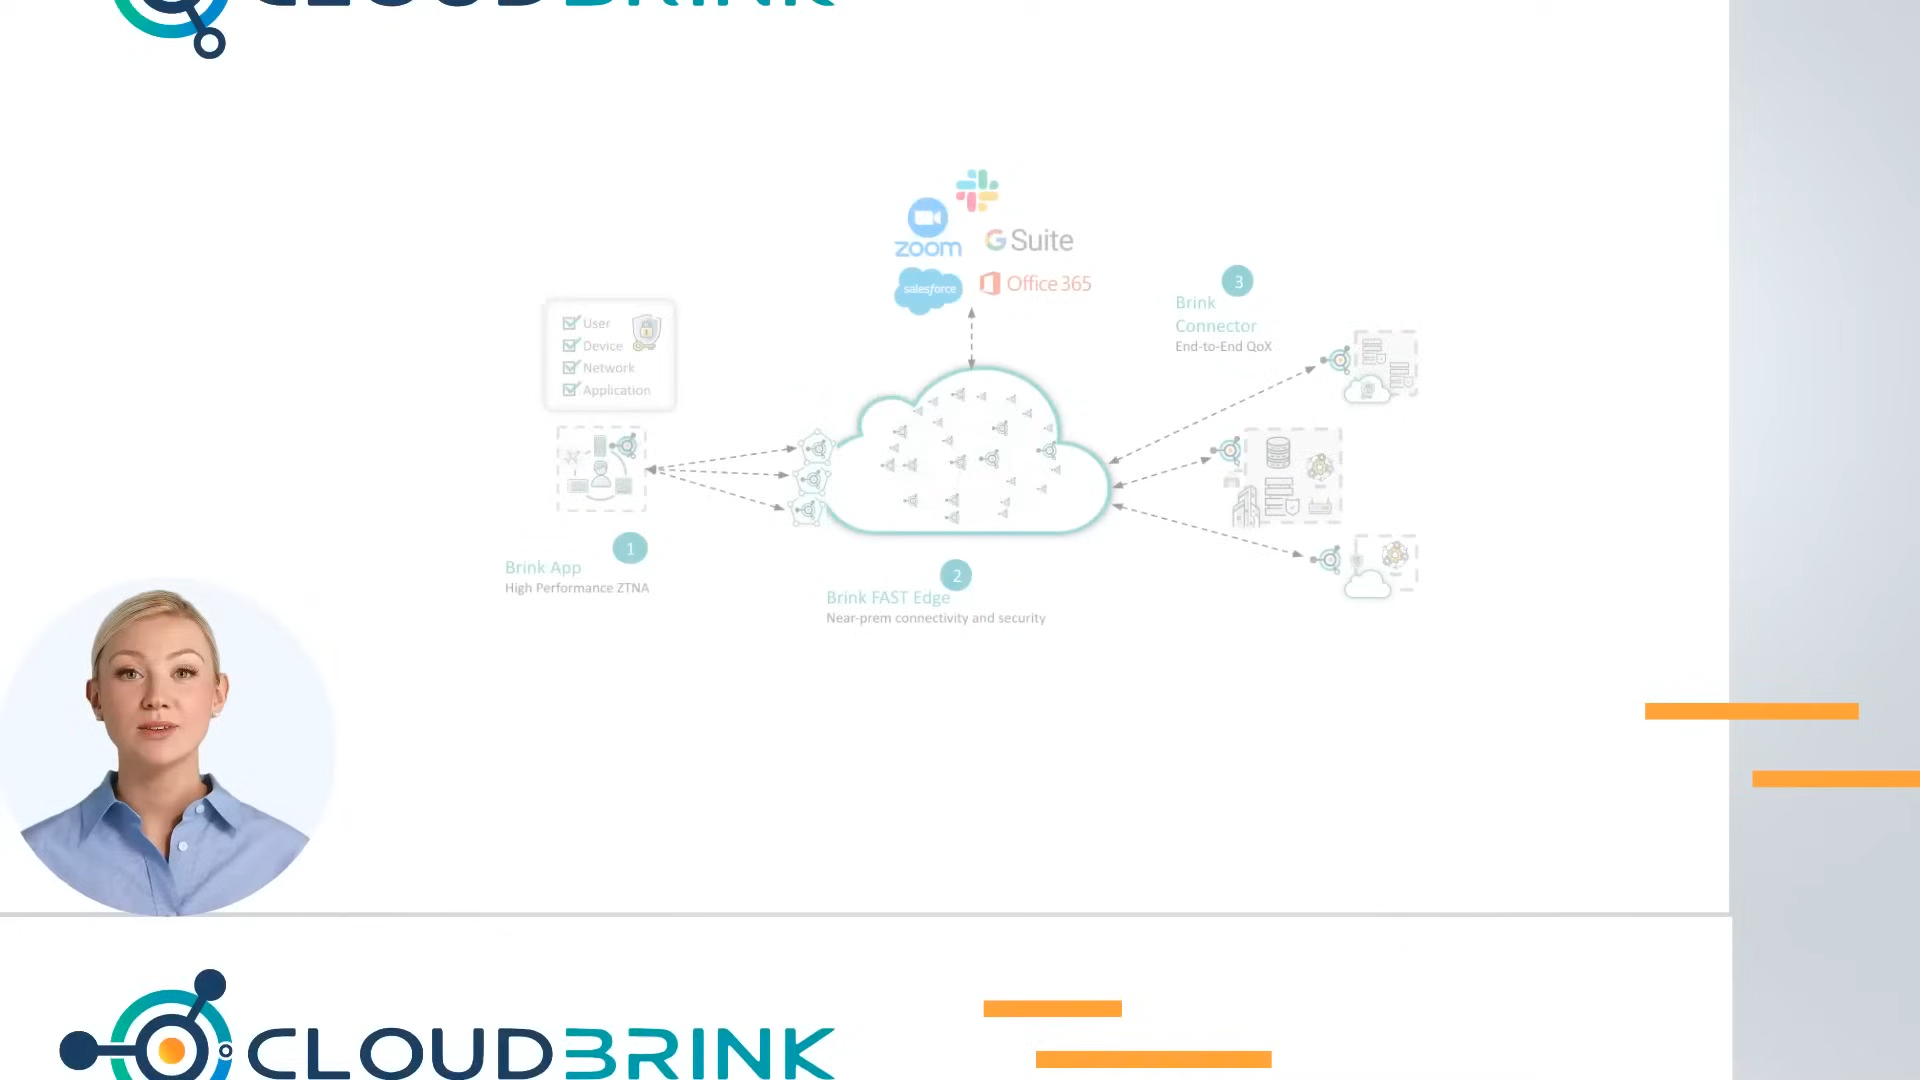 CLOUDBRINK
zoom
G Suite
salesforce
Office 365
3
Brink
Connector
End-to-End QoX
User
Device
Network
Application
1
Brink App
High Performance ZTNA
2
Brink FAST Edge
Near-prem connectivity and security
CLOUDBRINK